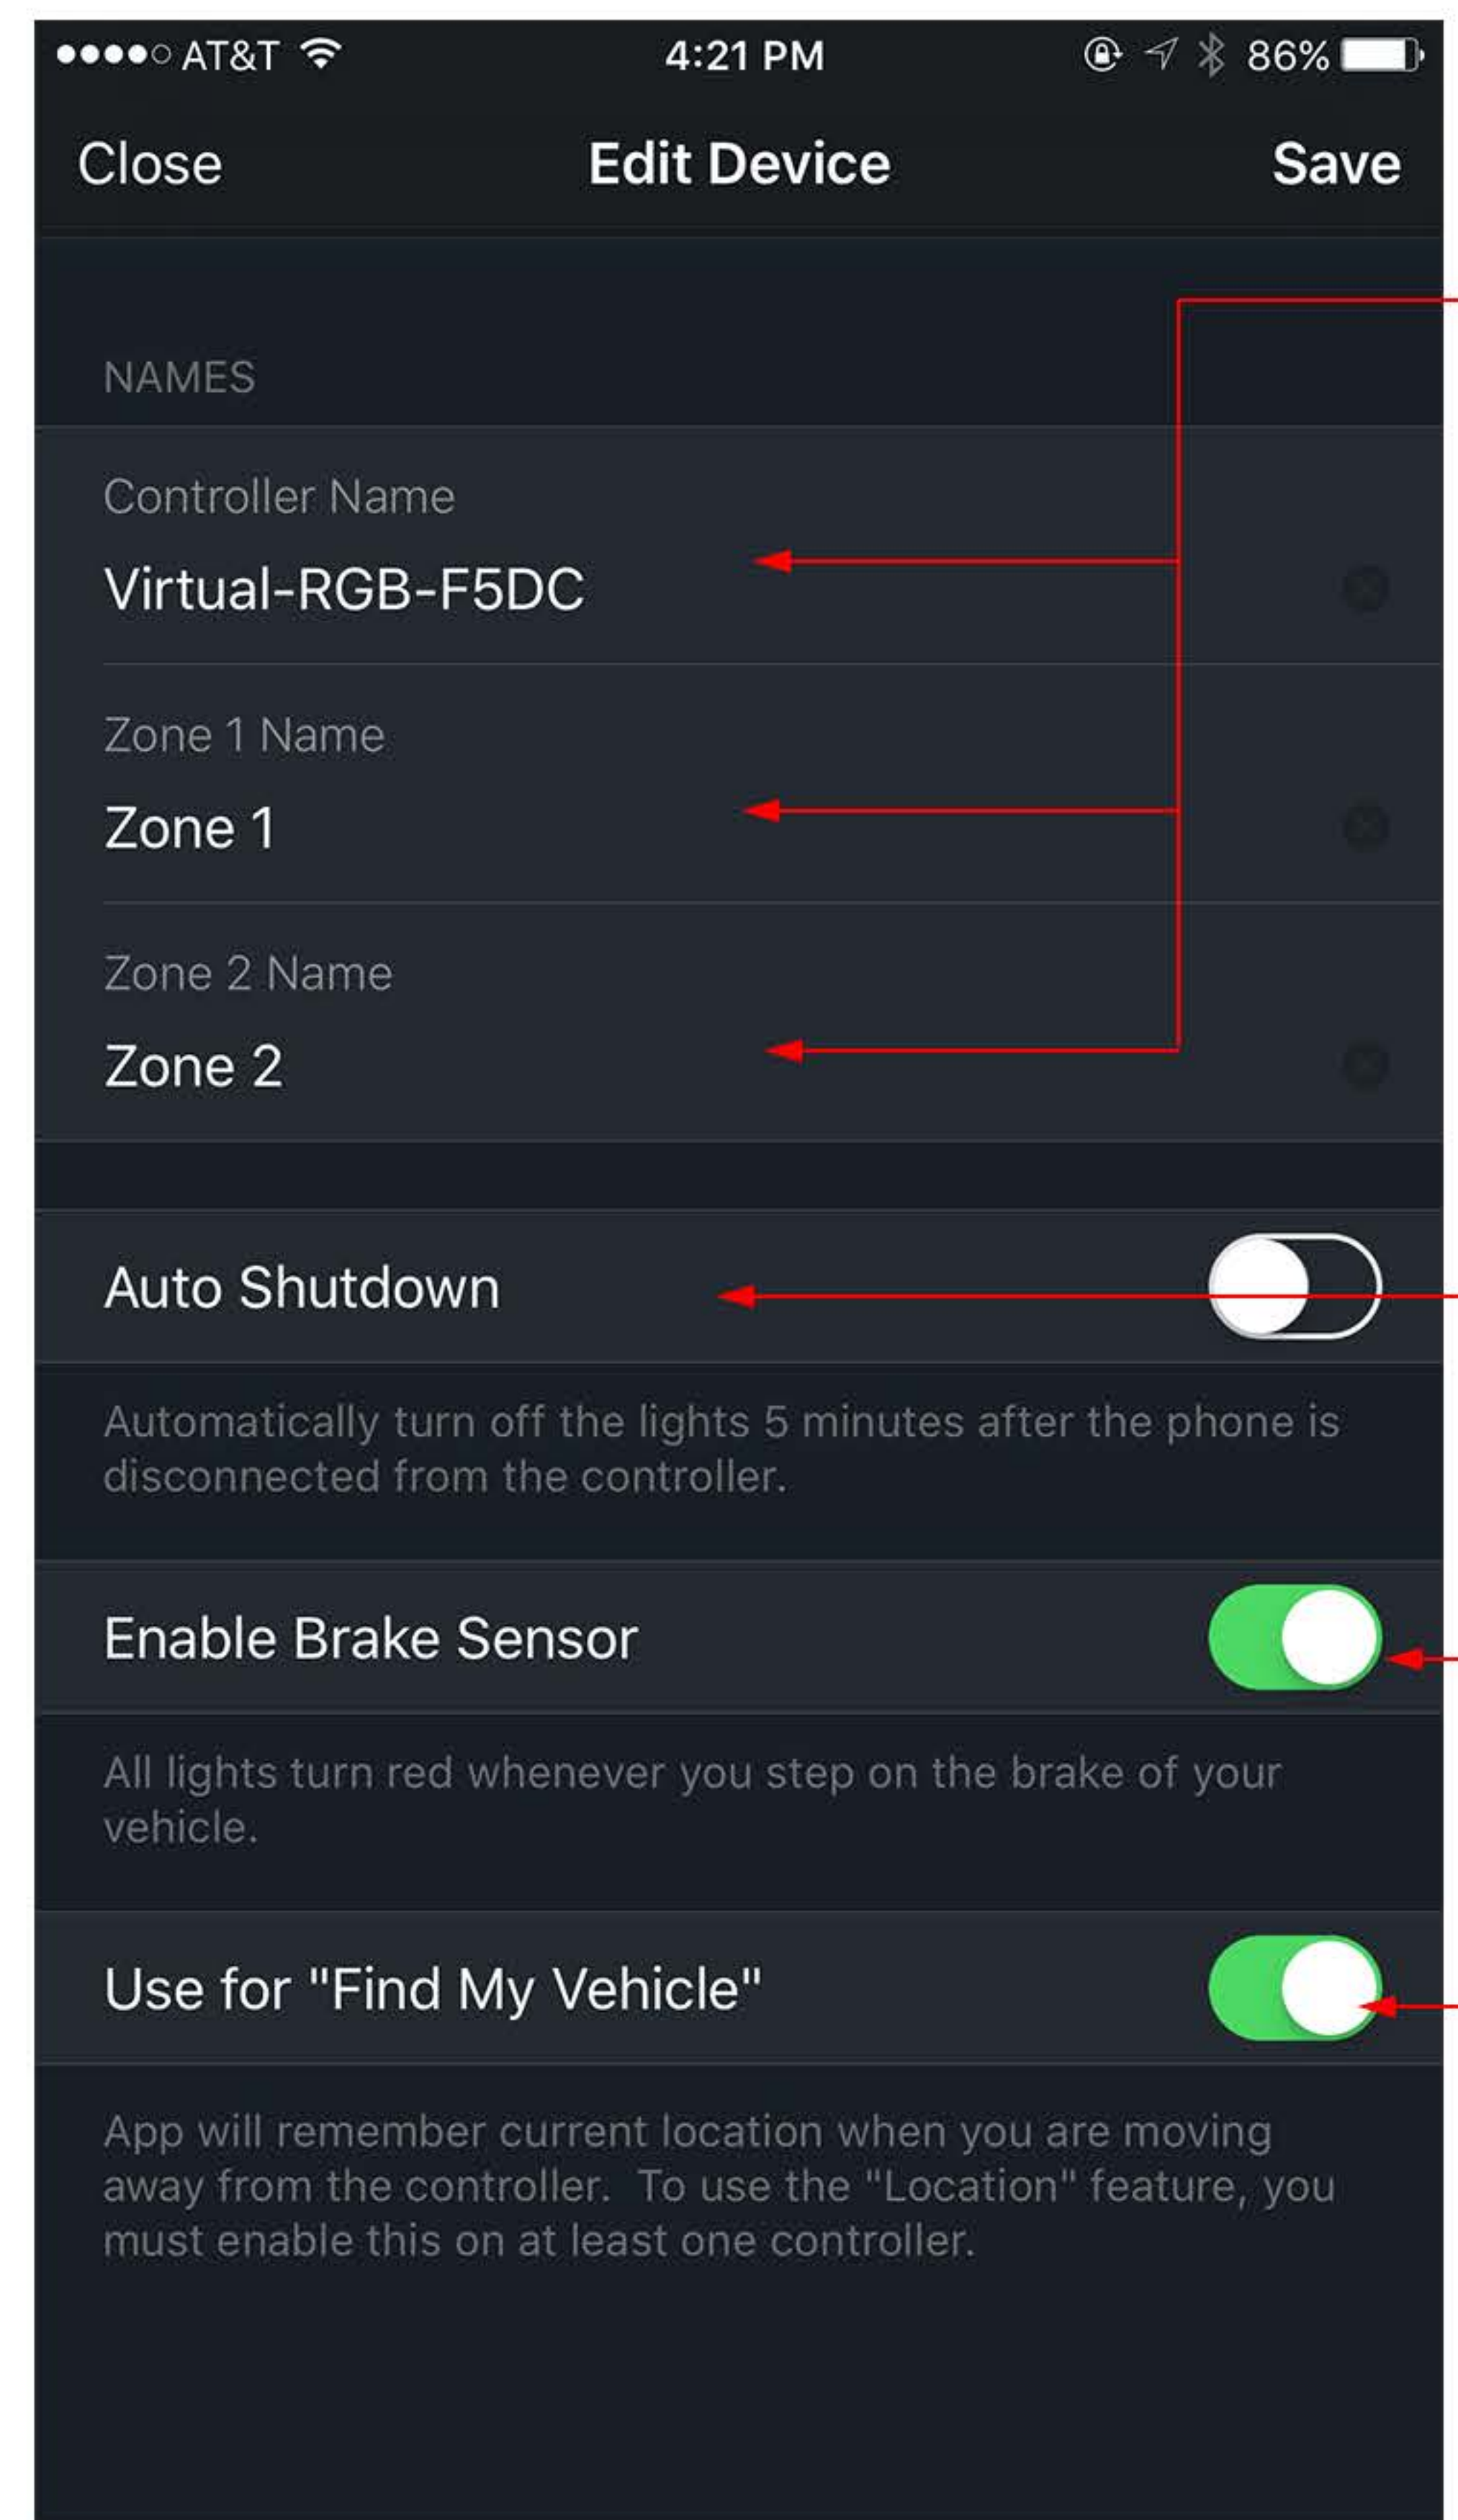 AT&T 4:21 PM 86%
Close Edit Device Save
NAMES
Controller Name
Virtual-RGB-F5DC
Zone 1 Name
Zone 1
Zone 2 Name
Zone 2
Auto Shutdown
Automatically turn off the lights 5 minutes after the phone is
disconnected from the controller.
Enable Brake Sensor
All lights turn red whenever you step on the brake of your
vehicle.
Use for "Find My Vehicle"
App will remember current location when you are moving
away from the controller.  To use the "Location" feature, you
must enable this on at least one controller.